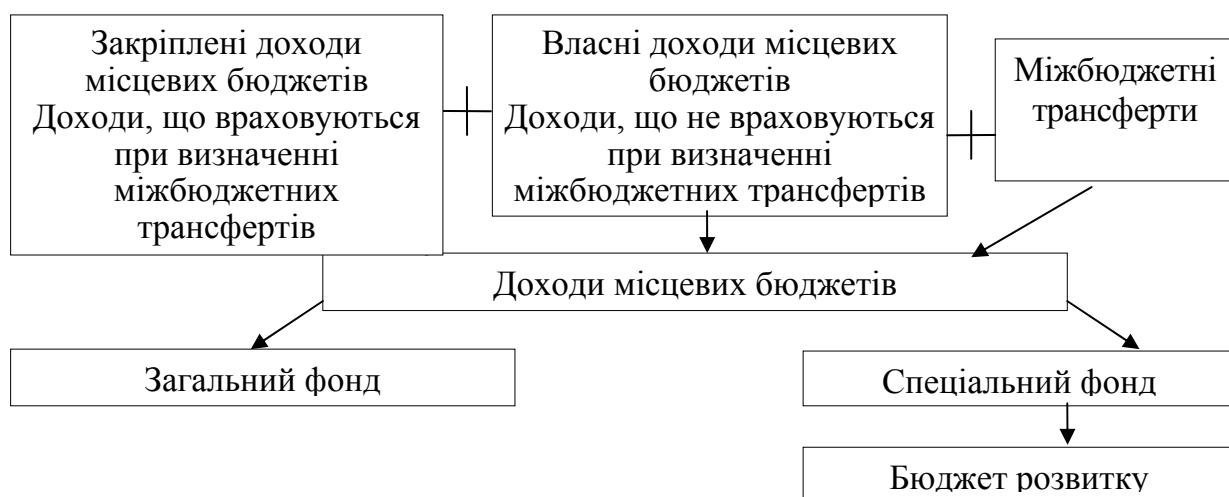 Закріплені доходи
місцевих бюджетів
Доходи, що враховуються
при визначенні
міжбюджетних
трансфертів
Власні доходи місцевих
бюджетів
Доходи, що не враховуються
при визначенні
міжбюджетних трансфертів
Міжбюджетні
трансферти
Доходи місцевих бюджетів
Загальний фонд
Спеціальний фонд
Бюджет розвитку